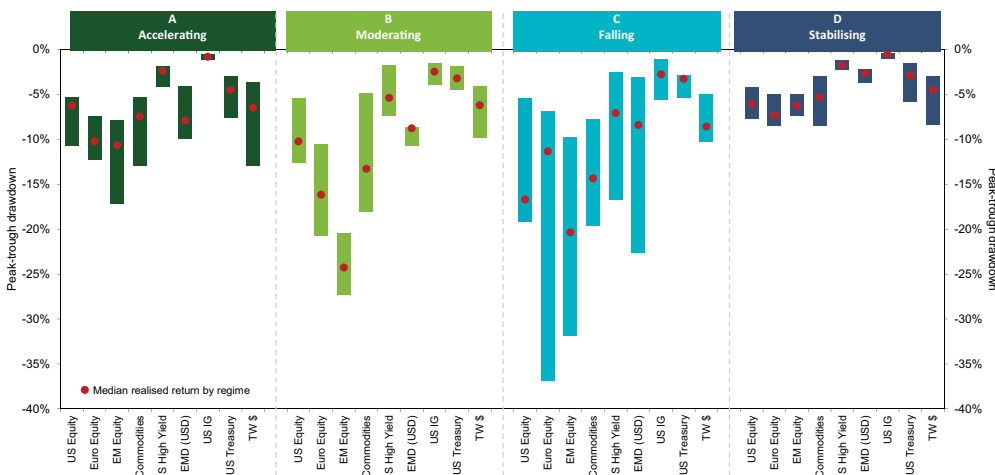 A
Accelerating
B
Moderating
C
Falling
D
Stabilising
0%
-5%
-10%
-15%
-20%
-25%
-30%
-35%
-40%
Peak-trough drawdown
0%
-5%
-10%
-15%
-20%
-25%
-30%
-35%
-40%
Peak-trough drawdown
Median realised return by regime
US Equity
Euro Equity
EM Equity
Commodities
S High Yield
EMD (USD)
US IG
US Treasury
TW $
US Equity
Euro Equity
EM Equity
Commodities
S High Yield
EMD (USD)
US IG
US Treasury
TW $
US Equity
Euro Equity
EM Equity
Commodities
S High Yield
EMD (USD)
US IG
US Treasury
TW $
US Equity
Euro Equity
EM Equity
Commodities
S High Yield
EMD (USD)
US IG
US Treasury
TW $